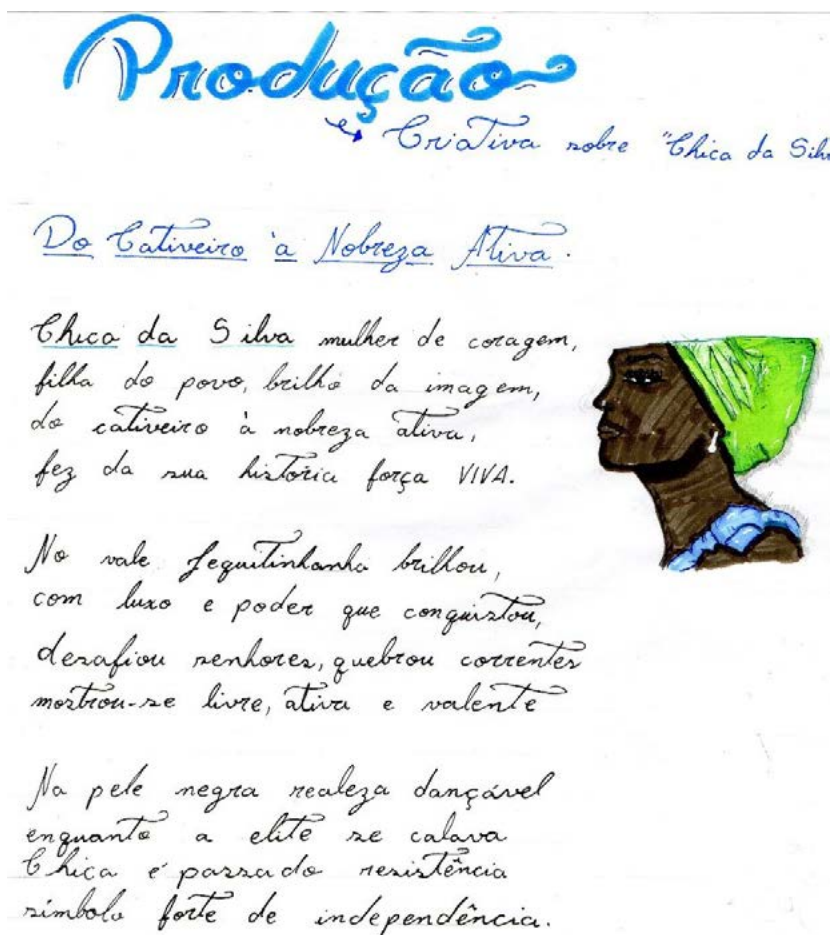 Produção
Criativa sobre "Chica da Silv
Do Cativeiro à Nobreza Ativa.
Chica da Silva mulher de coragem,
filha do povo, brilho da imagem,
do cativeiro à nobreza ativa,
fez da sua história força VIVA.
No vale Jequitinhanha brilhou,
com luxo e poder que conquistou,
desafiou senhores, quebrou correntes
mostrou-se livre, ativa e valente
Na pele negra realeza dançável
enquanto a elite se calava
Chica é passado resistência
símbolo forte de independência.